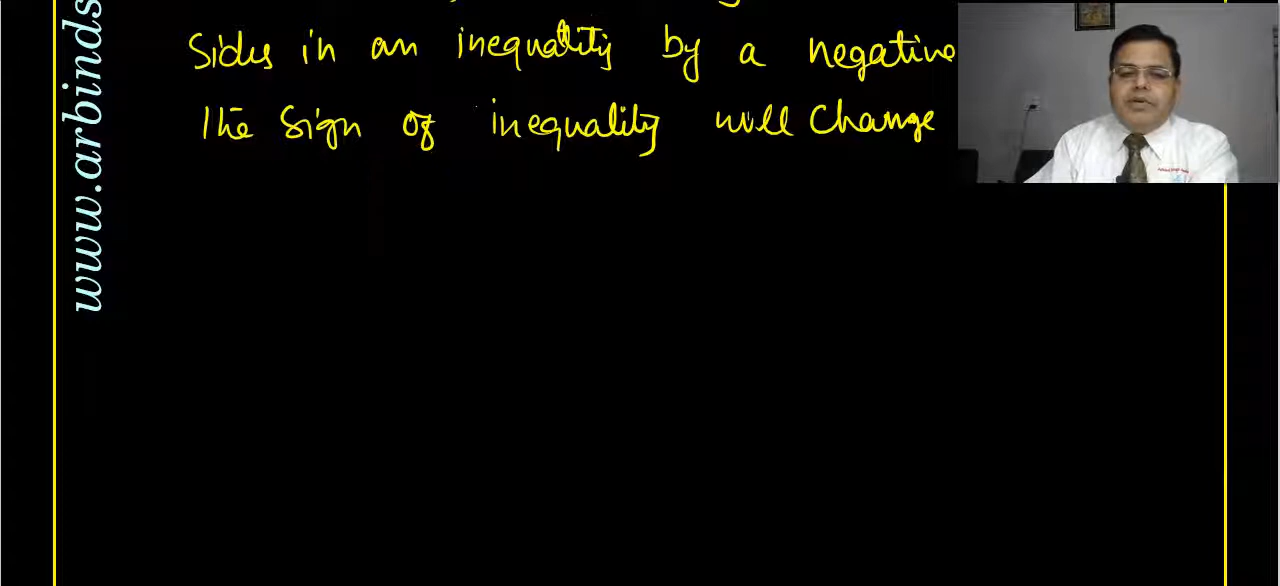 Sides in an inequality by a negative
The Sign of inequality will Change
www.arbinds